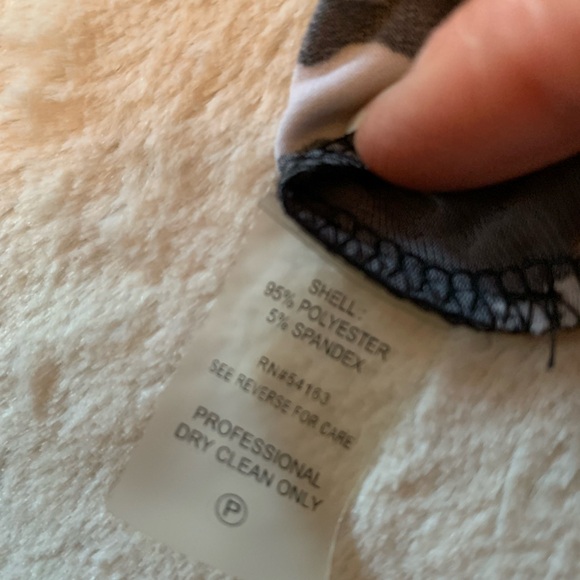 SHELL:
95% POLYESTER
5% SPANDEX
RN#54163
SEE REVERSE FOR CARE
PROFESSIONAL
DRY CLEAN ONLY
P